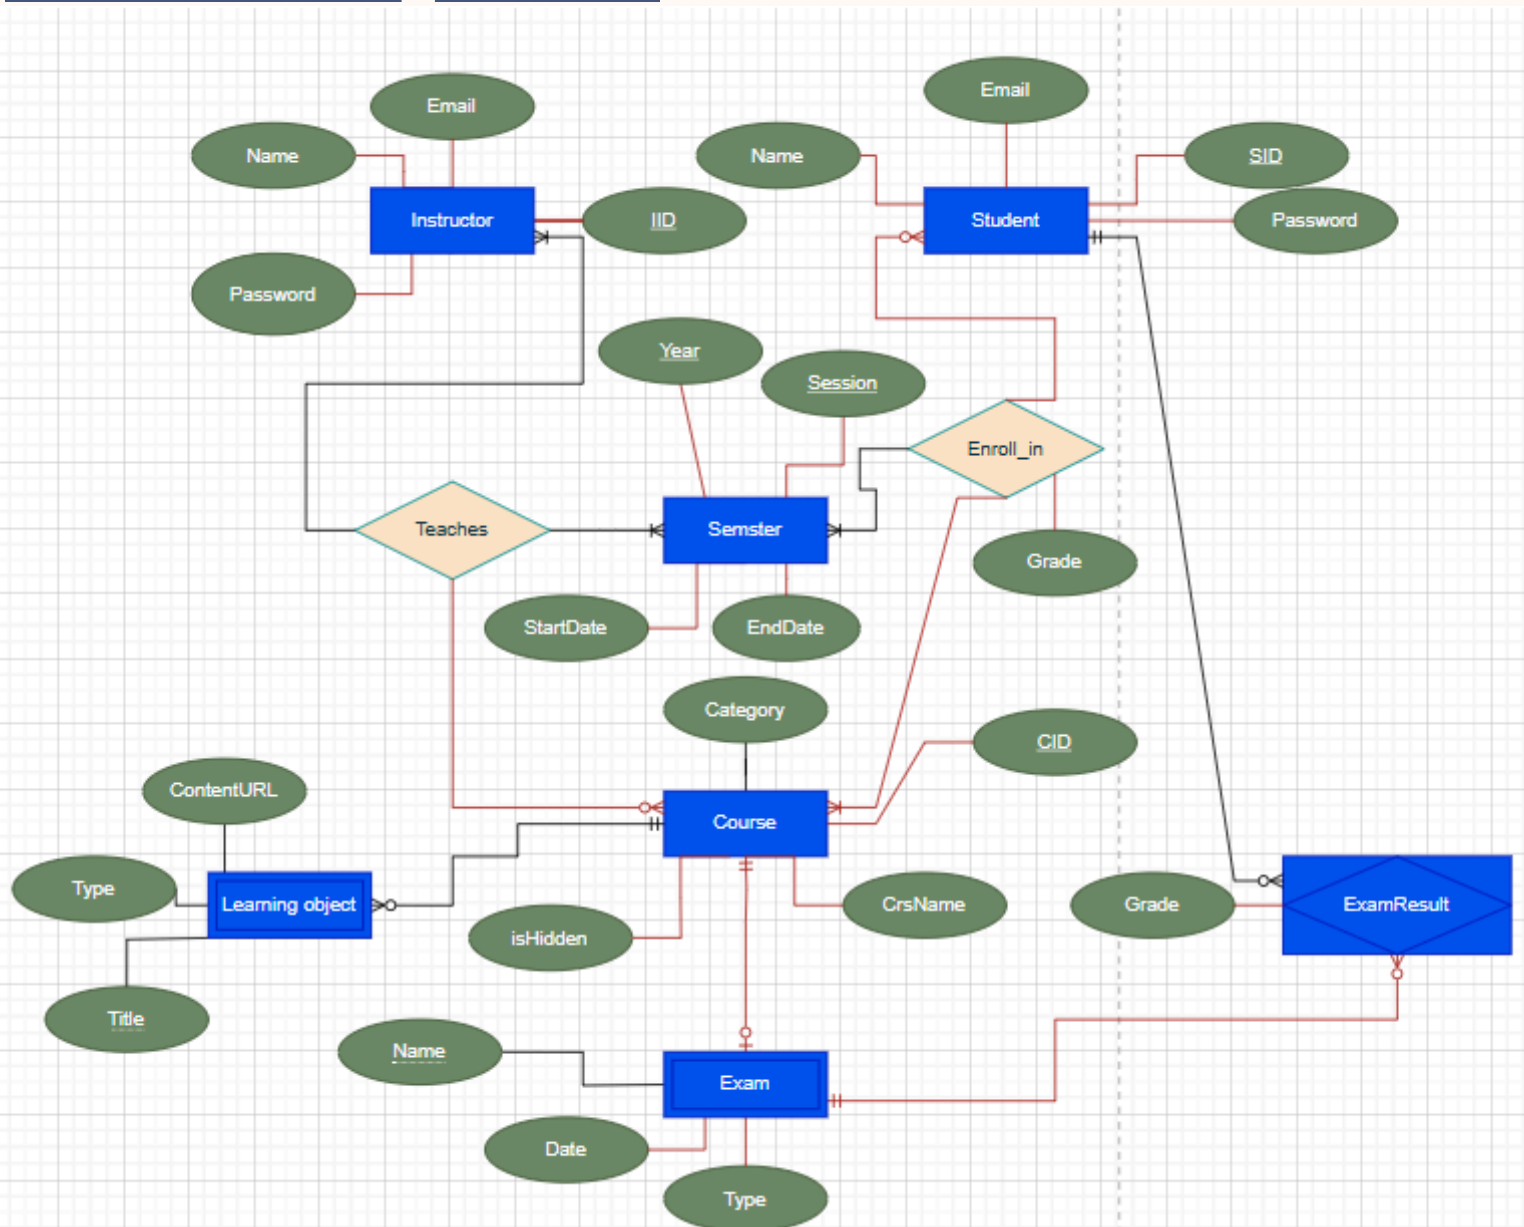 Email
Email
Name
Name
SID
Instructor
IID
Student
Password
Password
Year
Session
Enroll_in
Teaches
Semster
Grade
StartDate
EndDate
Category
CID
ContentURL
Course
Type
Learning object
CrsName
Grade
ExamResult
isHidden
Title
Name
Exam
Date
Type